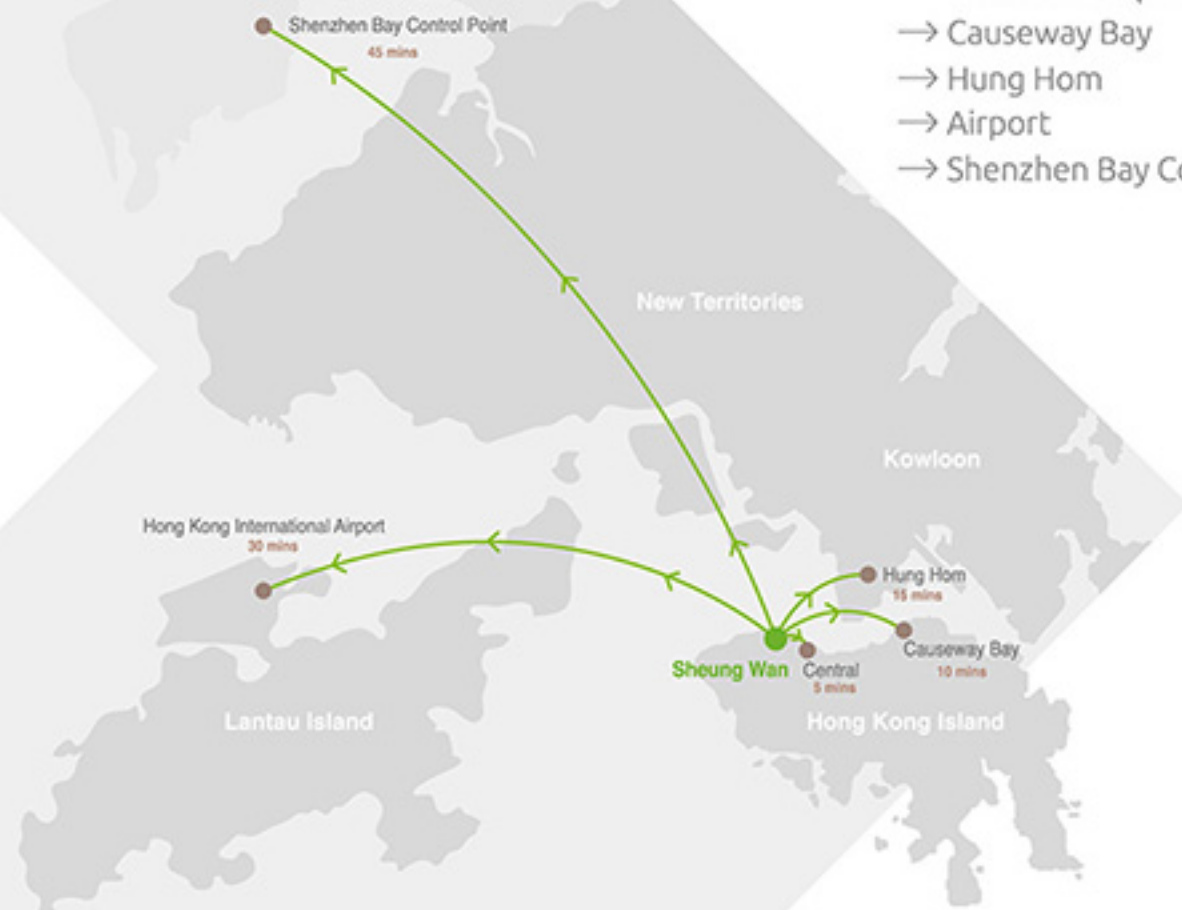 Shenzhen Bay Control Point
45 mins
→ Causeway Bay
→ Hung Hom
→ Airport
→ Shenzhen Bay
New Territories
Kowloon
Hong Kong International Airport
30 mins
Hung Hom
15 mins
Causeway Bay
10 mins
Sheung Wan
Central
5 mins
Lantau Island
Hong Kong Island